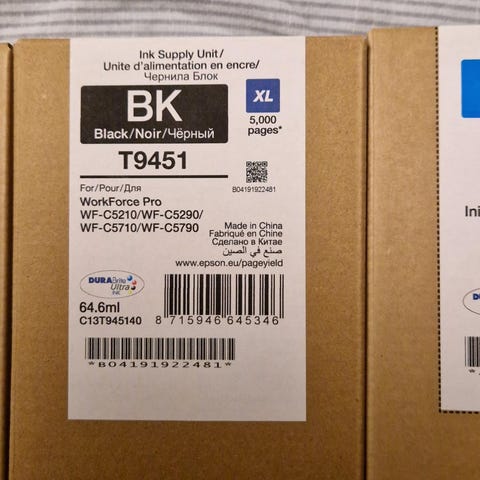 Ink Supply Unit/
Unite d'alimentation en encre/
Чернила Блок
BK
Black/Noir/Чёрный
XL
5,000
pages*
T9451
B04191922481
For/Pour/Для
WorkForce Pro
WF-C5210/WF-C5290/
WF-C5710/WF-C5790
Made in China
Fabriqué en Chine
Сделано в Китае
صنع في الصين
www.epson.eu/pageyield
DURABrite
Ultra
INK
64.6ml
C13T945140
8 715946 645346
*B04191922481*
Ini